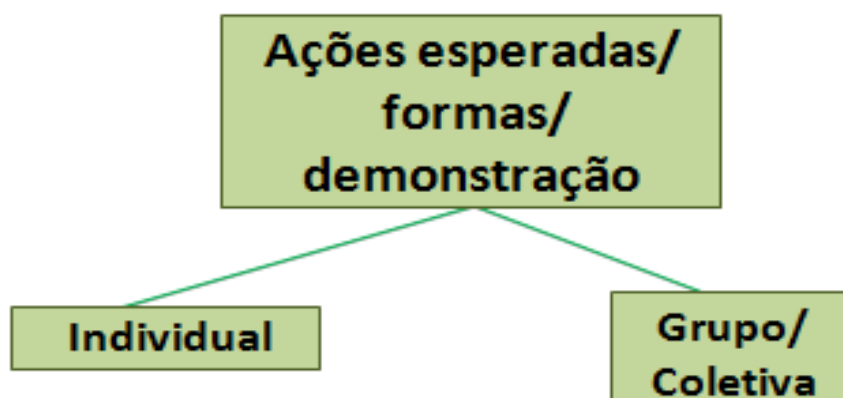 Ações esperadas/
formas/
demonstração
Individual
Grupo/
Coletiva